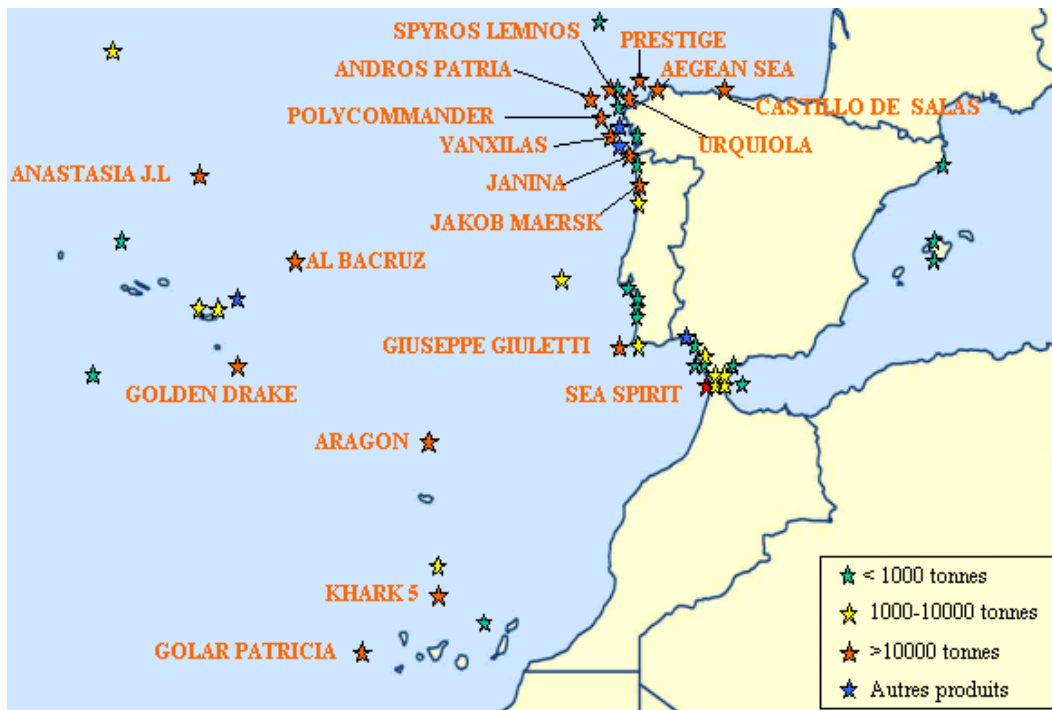 SPYROS LEMNOS
PRESTIGE
ANDROS PATRIA
AEGEAN SEA
CASTILLO DE SALAS
POLYCOMMANDER
YANXILAS
URQUIOLA
ANASTASIA J.L
JANINA
JAKOB MAERSK
AL BACRUZ
GIUSEPPE GIULETTI
GOLDEN DRAKE
SEA SPIRIT
ARAGON
KHARK 5
GOLAR PATRICIA
< 1000 tonnes
1000-10000 tonnes
>10000 tonnes
Autres produits